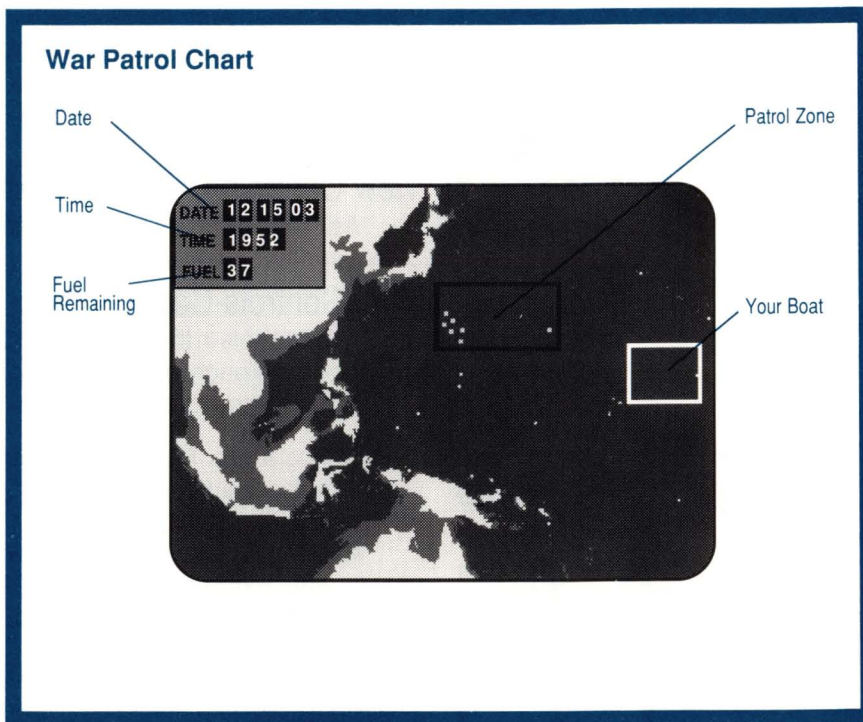 War Patrol Chart
Date
Patrol Zone
DATE 12 15 03
Time
TIME 1952
FUEL 37
Fuel
Remaining
Your Boat